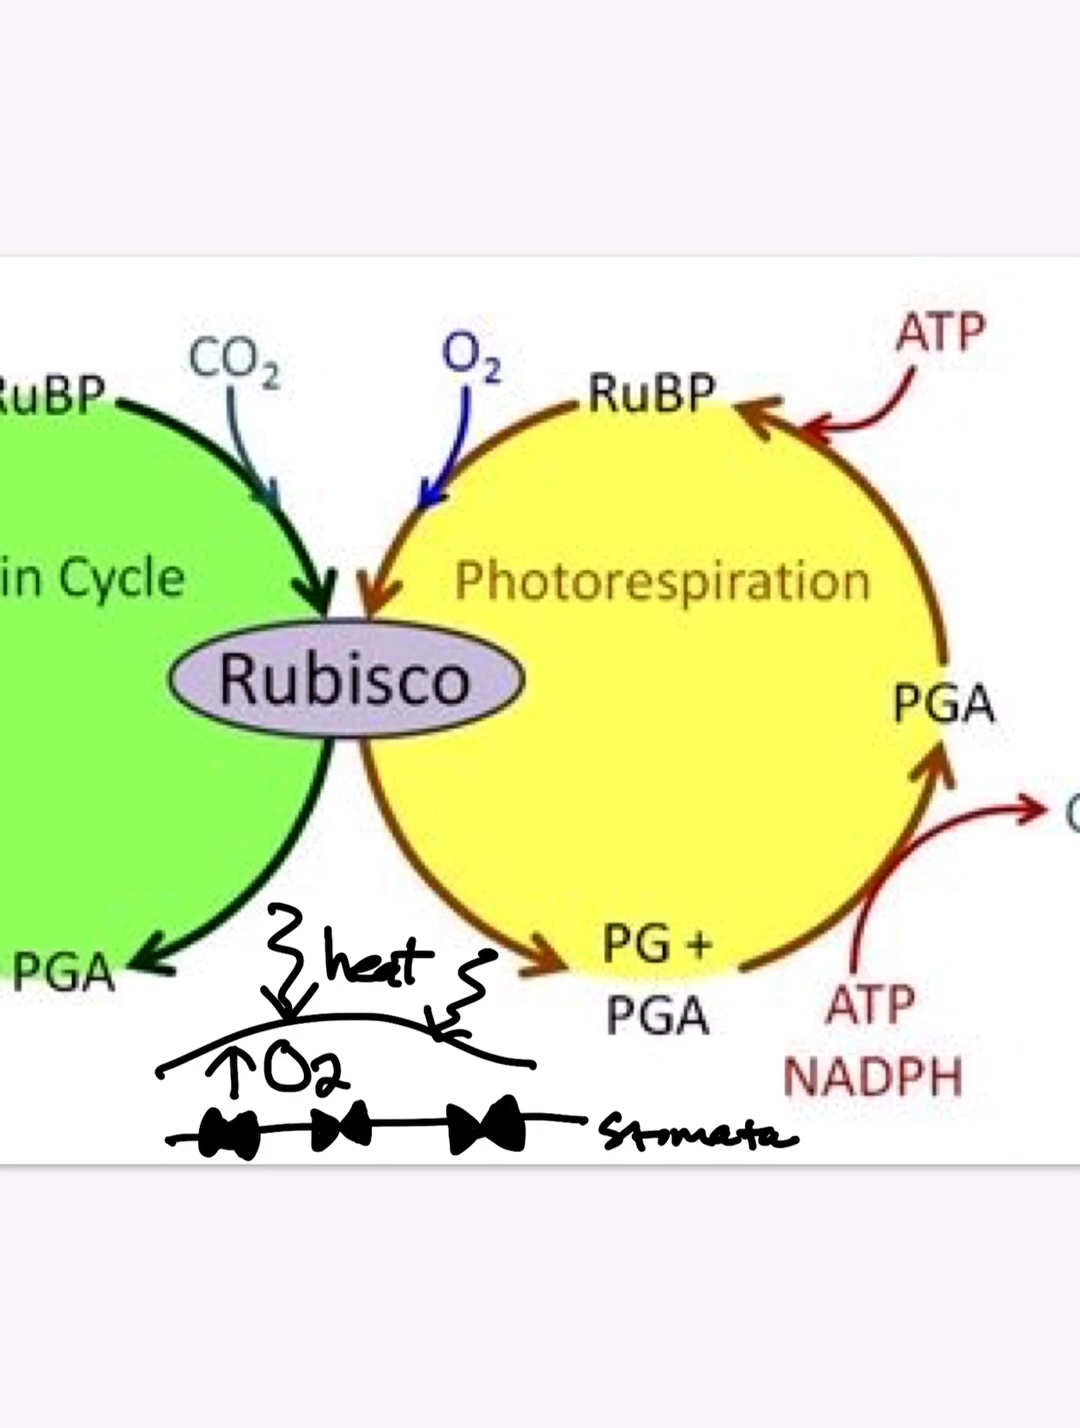 CO₂
O₂
ATP
RuBP
RuBP
in Cycle
Photorespiration
Rubisco
PGA
C
PG +
PGA
PGA
ATP
NADPH
heat
↑O₂
Stomata